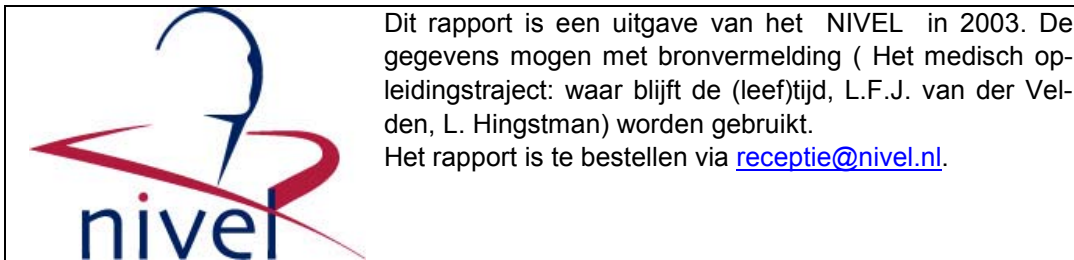 Dit rapport is een uitgave van het NIVEL in 2003. De
gegevens mogen met bronvermelding ( Het medisch op-
leidingstraject: waar blijft de (leef)tijd, L.F.J. van der Vel-
den, L. Hingstman) worden gebruikt.
Het rapport is te bestellen via receptie@nivel.nl.
nivel